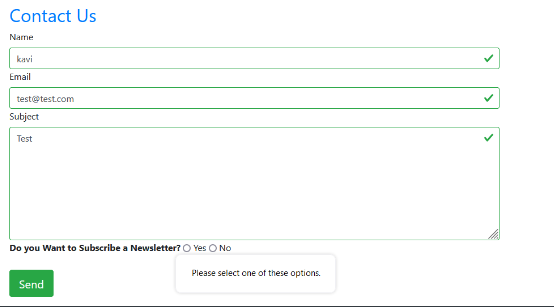 Contact Us
Name
kavi
Email
test@test.com
Subject
Test
Do you Want to Subscribe a Newsletter? Yes No
Please select one of these options.
Send